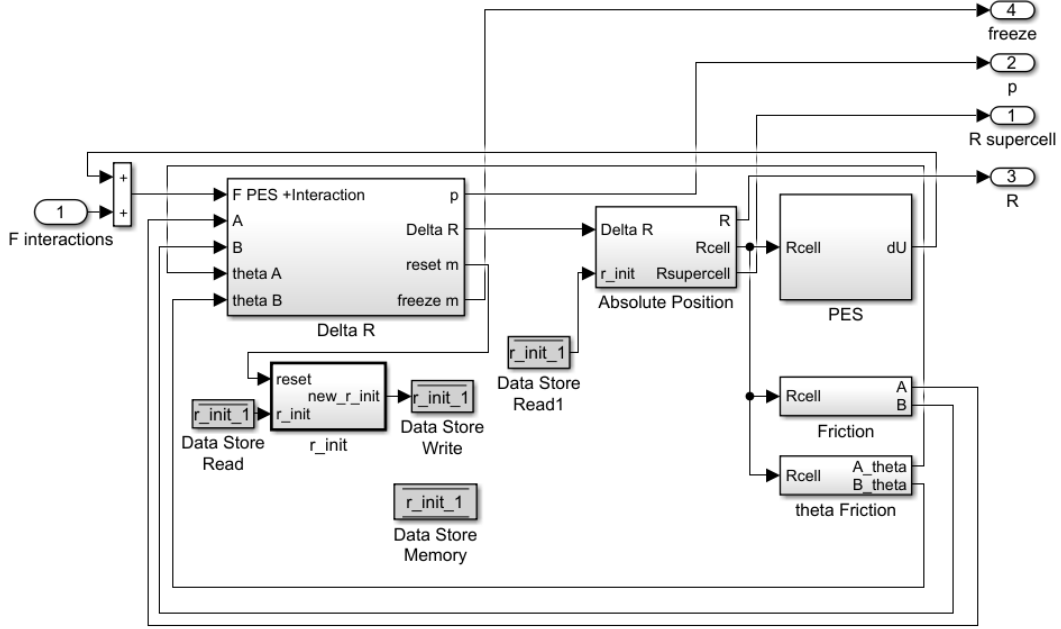 4
freeze
2
p
1
R supercell
3
R
+
+
1
F interactions
F PES +Interaction
A
B
theta A
theta B
p
Delta R
reset m
freeze m
Delta R
Delta R
r_init
R
Rcell
Rsupercell
Absolute Position
Rcell
dU
PES
r_init_1
Data Store
Read1
reset
r_init
new_r_init
r_init
r_init_1
Data Store
Read
r_init_1
Data Store
Write
Rcell
A
B
Friction
Rcell
A_theta
B_theta
theta Friction
r_init_1
Data Store
Memory